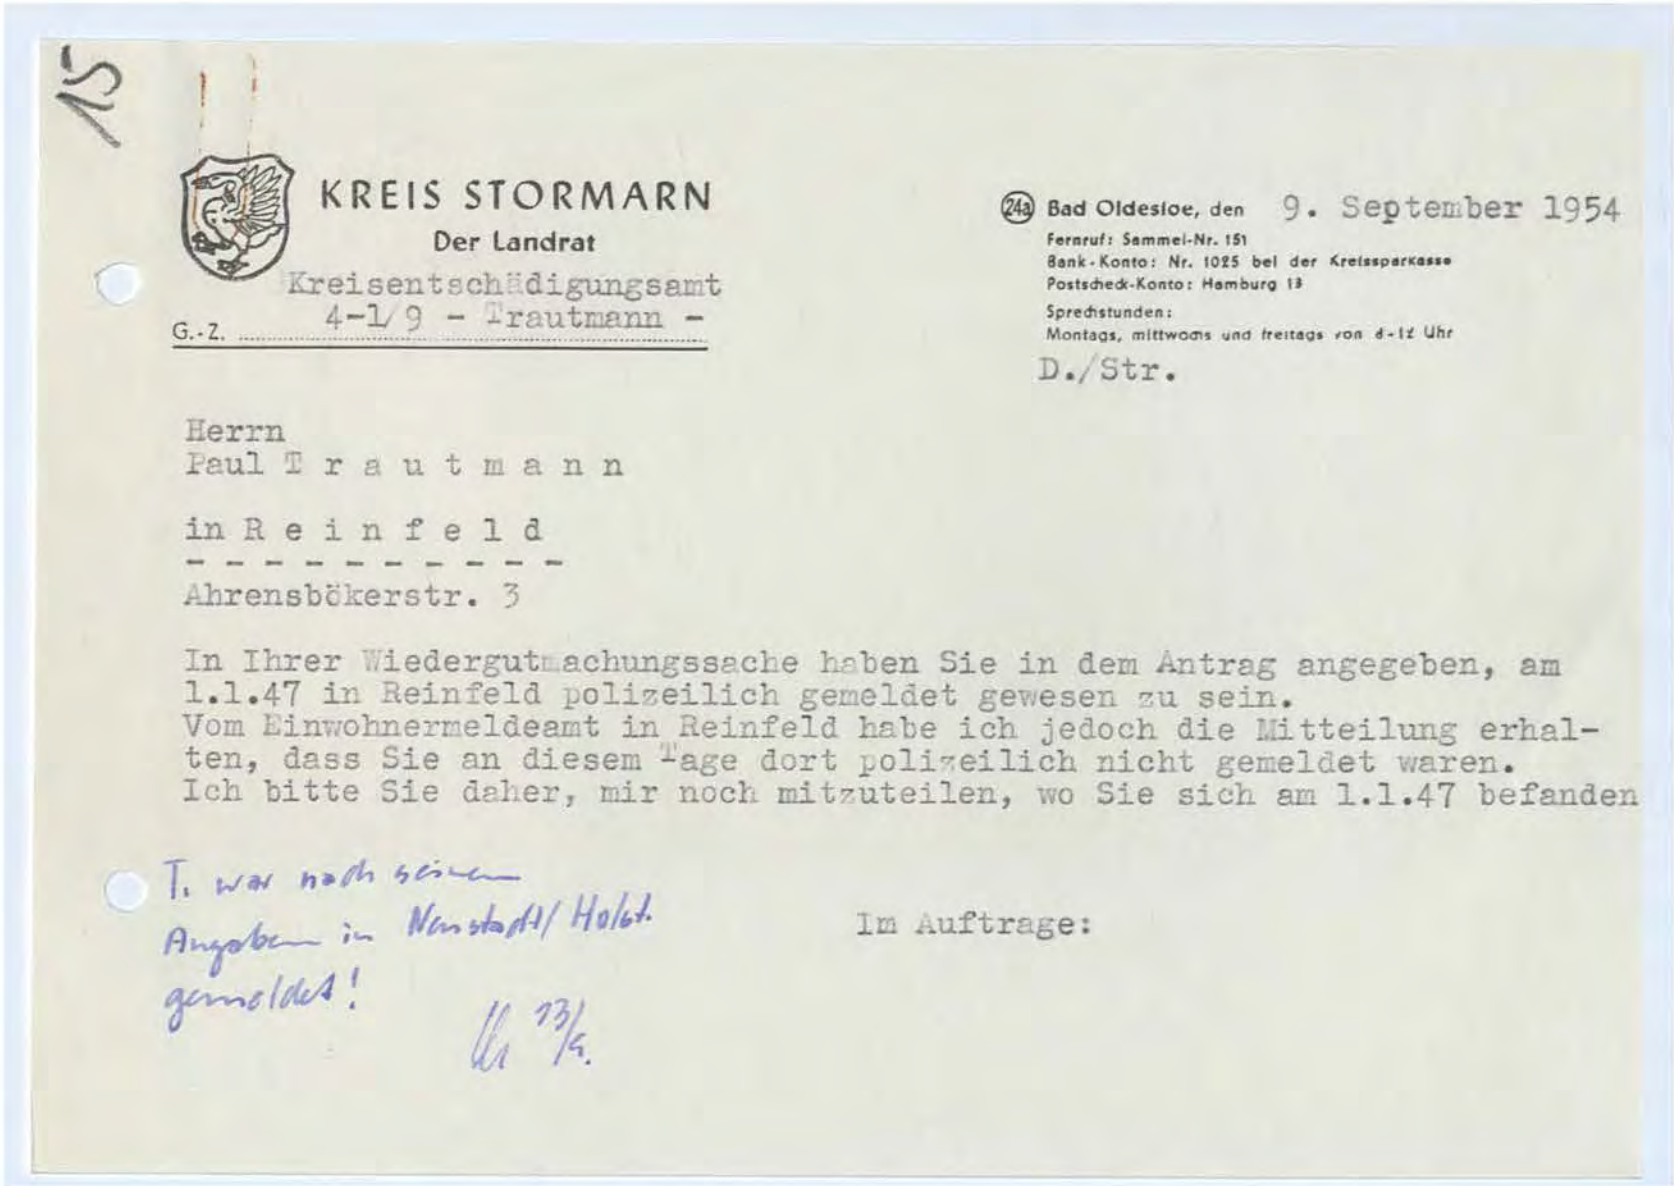 15
KREIS STORMARN
Der Landrat
Kreisentschädigungsamt
G.-Z. 4-1/9 - Trautmann -
24a Bad Oldesloe, den 9. September 1954
Fernruf: Sammel-Nr. 151
Bank-Konto: Nr. 1025 bei der Kreissparkasse
Postscheck-Konto: Hamburg 13
Sprechstunden:
Montags, mittwochs und freitags von 8-12 Uhr
D./Str.
Herrn
Paul T r a u t m a n n
in R e i n f e l d
- - - - - - - - - -
Ahrensbökerstr. 3
In Ihrer Wiedergutmachungssache haben Sie in dem Antrag angegeben, am
1.1.47 in Reinfeld polizeilich gemeldet gewesen zu sein.
Vom Einwohnermeldeamt in Reinfeld habe ich jedoch die Mitteilung erhal-
ten, dass Sie an diesem Tage dort polizeilich nicht gemeldet waren.
Ich bitte Sie daher, mir noch mitzuteilen, wo Sie sich am 1.1.47 befanden
Im Auftrage:
T. war nach seinen
Angaben in Neustadt/Holst.
gemeldet!
13/9.